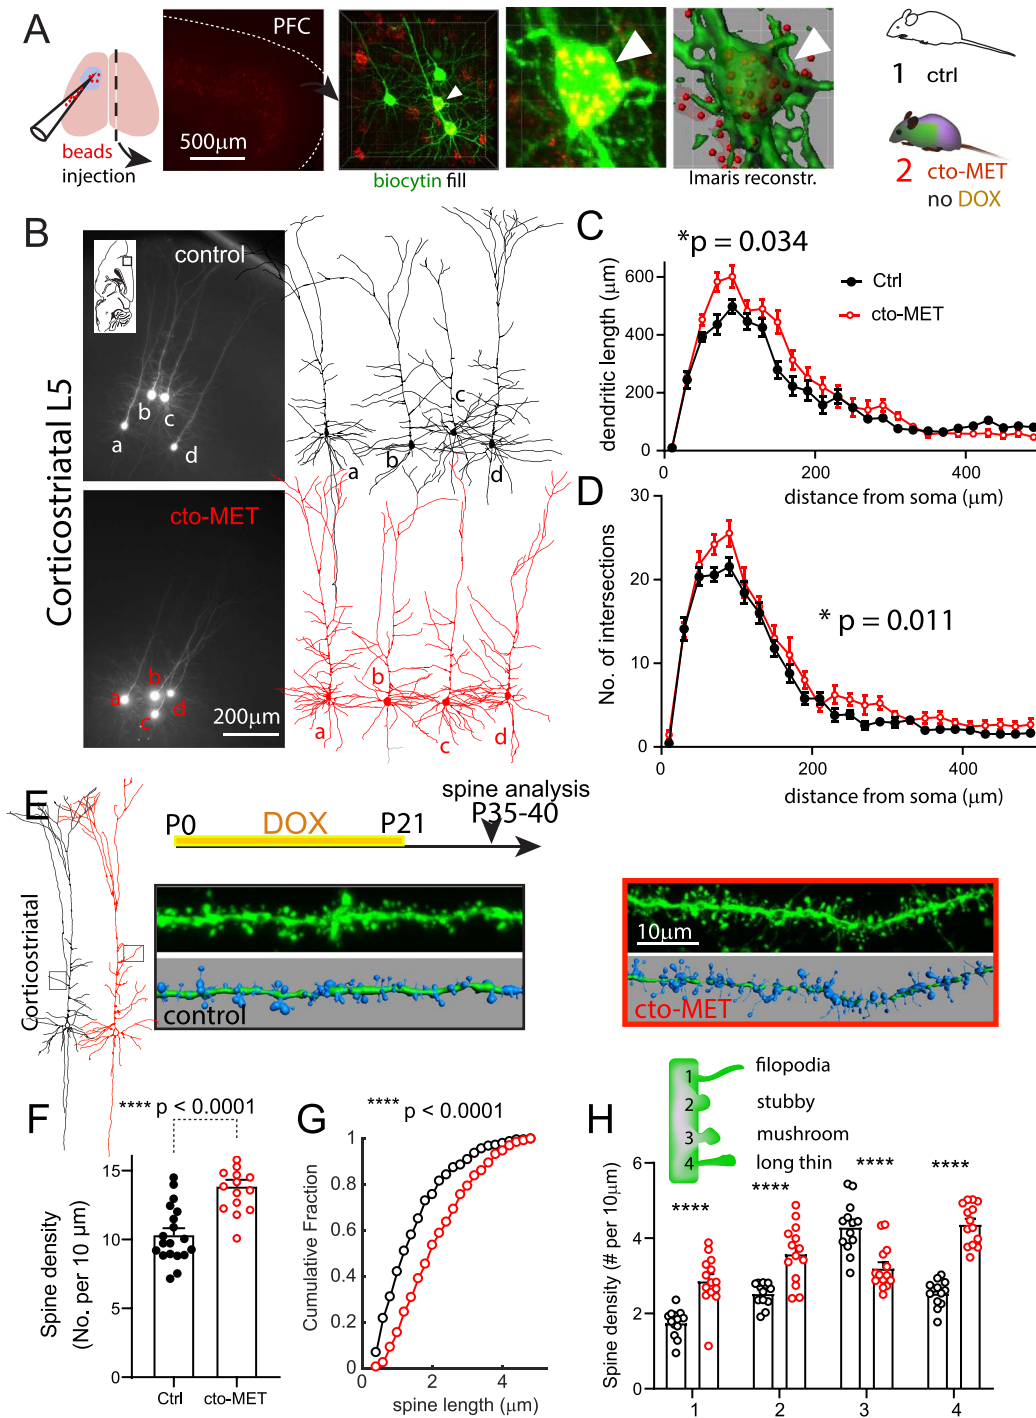 A
PFC
500μm
beads
injection
biocytin fill
Imaris reconstr.
1 ctrl
2 cto-MET
no DOX
B
Corticostriatal L5
control
a
b
c
d
a
b
c
d
cto-MET
a
b
c
d
200μm
a
b
c
d
C
*p = 0.034
dendritic length (μm)
600
400
200
0
Ctrl
cto-MET
200
400
distance from soma (μm)
D
No. of intersections
30
20
10
0
* p = 0.011
0
200
400
distance from soma (μm)
E
Corticostriatal
P0
DOX
P21
spine analysis
P35-40
control
10μm
cto-MET
F
**** p < 0.0001
Spine density
(No. per 10 μm)
15
10
5
0
Ctrl
cto-MET
G
**** p < 0.0001
Cumulative Fraction
1
0.8
0.6
0.4
0.2
0
0
2
4
spine length (μm)
H
1 filopodia
2 stubby
3 mushroom
4 long thin
Spine density (# per 10μm)
6
4
2
0
****
****
****
****
1
2
3
4